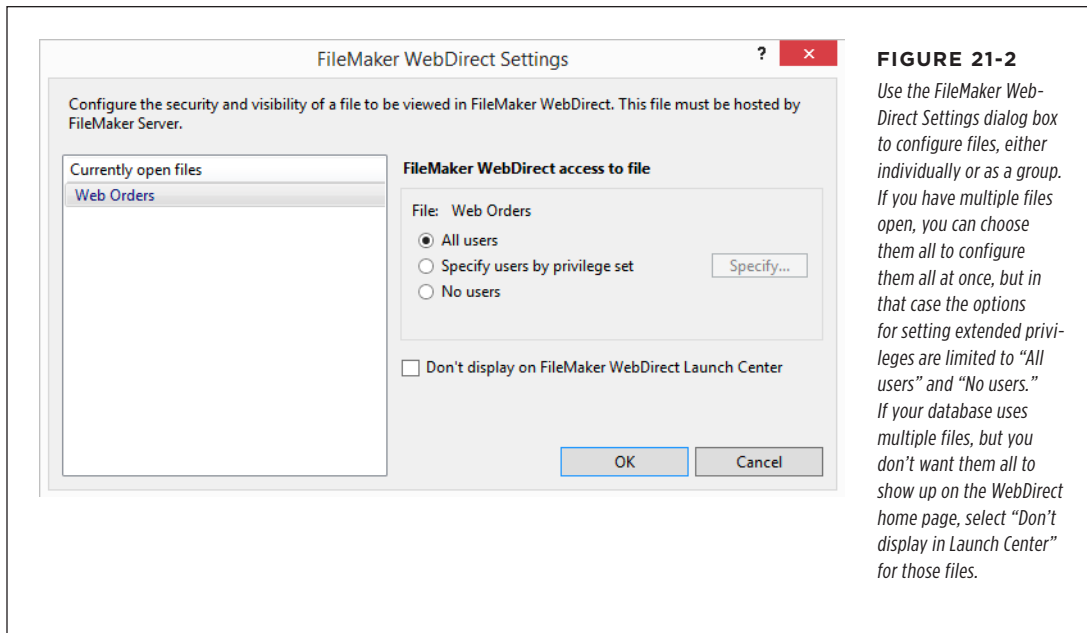 FileMaker WebDirect Settings
? ×
Configure the security and visibility of a file to be viewed in FileMaker WebDirect. This file must be hosted by
FileMaker Server.
Currently open files
Web Orders
FileMaker WebDirect access to file
File: Web Orders
All users
Specify users by privilege set
Specify...
No users
Don't display on FileMaker WebDirect Launch Center
OK
Cancel
FIGURE 21-2
Use the FileMaker Web-
Direct Settings dialog box
to configure files, either
individually or as a group.
If you have multiple files
open, you can choose
them all to configure
them all at once, but in
that case the options
for setting extended privi-
leges are limited to “All
users” and “No users.”
If your database uses
multiple files, but you
don’t want them all to
show up on the WebDirect
home page, select “Don’t
display in Launch Center”
for those files.